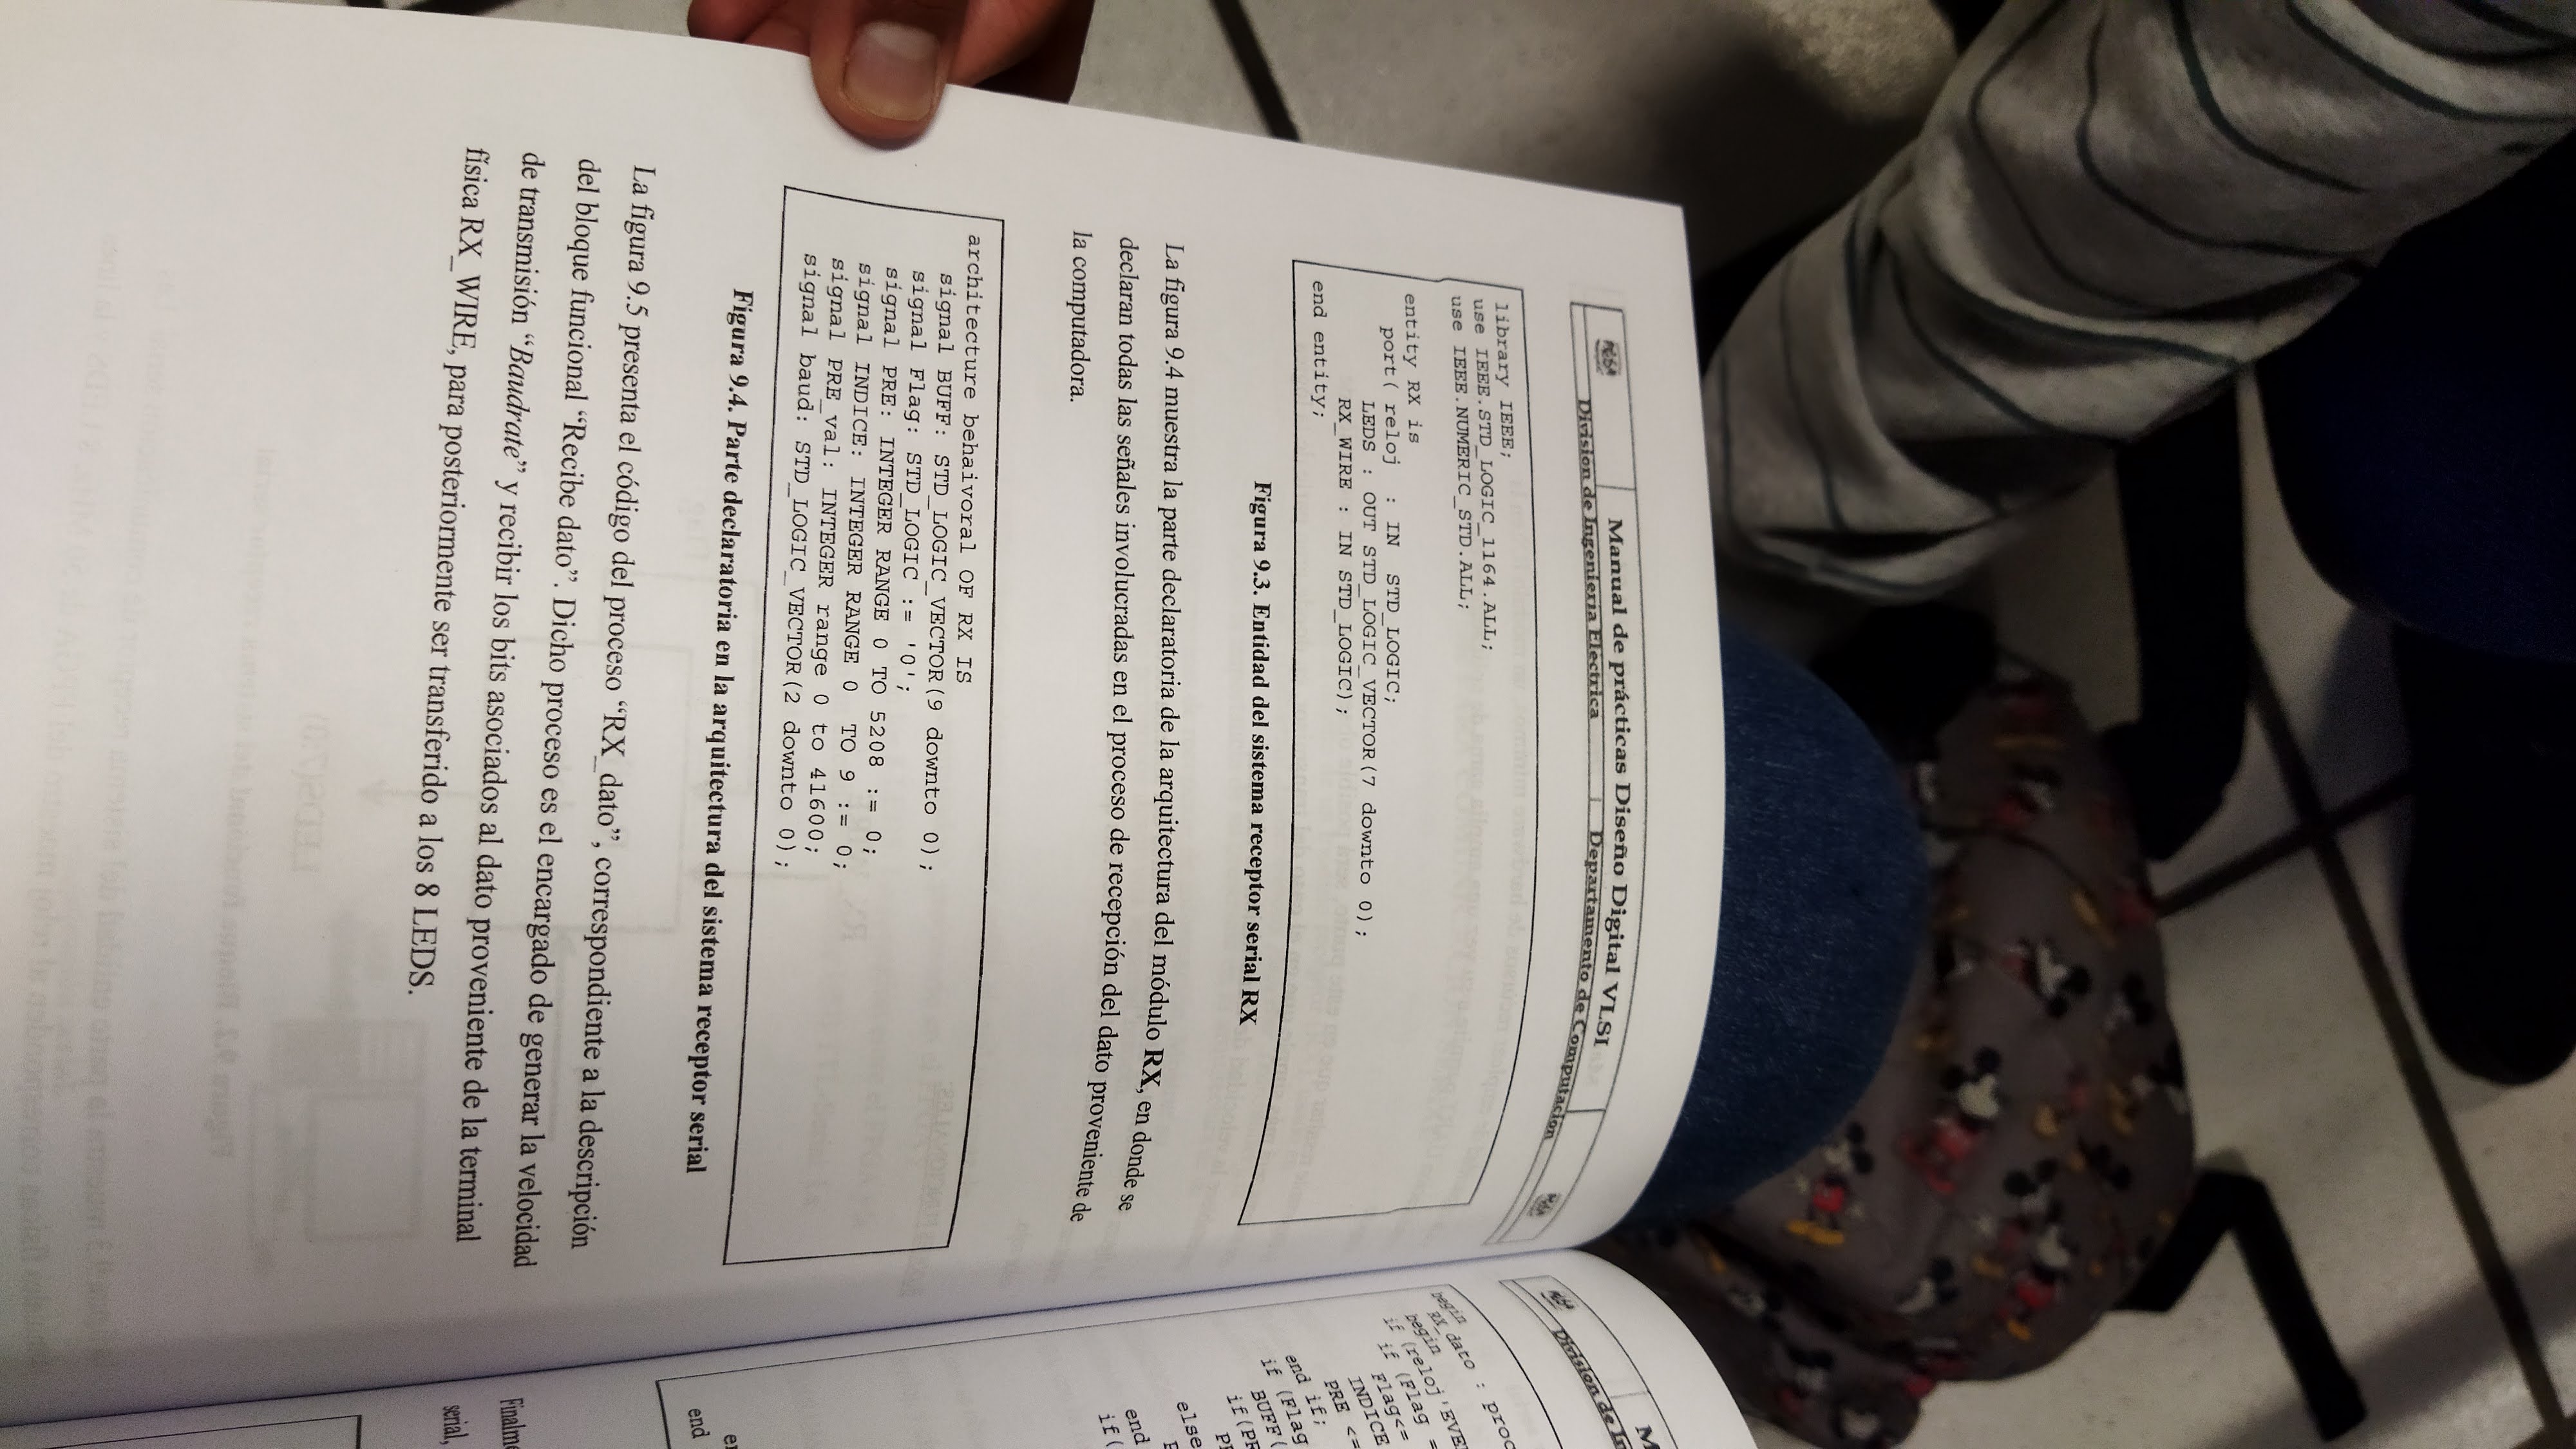 Manual de prácticas Diseño Digital VLSI
División de Ingeniería Eléctrica
Departamento de Computación
library IEEE;
use IEEE.STD_LOGIC_1164.ALL;
use IEEE.NUMERIC_STD.ALL;
entity RX is
port( reloj : IN STD_LOGIC;
LEDS : OUT STD_LOGIC_VECTOR(7 downto 0);
RX_WIRE : IN STD_LOGIC);
end entity;
Figura 9.3. Entidad del sistema receptor serial RX
La figura 9.4 muestra la parte declaratoria de la arquitectura del módulo RX, en donde se
declaran todas las señales involucradas en el proceso de recepción del dato proveniente de
la computadora.
architecture behaivoral OF RX IS
signal BUFF: STD_LOGIC_VECTOR(9 downto 0);
signal Flag: STD_LOGIC := '0';
signal PRE: INTEGER RANGE 0 TO 5208 := 0;
signal INDICE: INTEGER RANGE 0 TO 9 := 0;
signal PRE_val: INTEGER range 0 to 41600;
signal baud: STD_LOGIC_VECTOR(2 downto 0);
Figura 9.4. Parte declaratoria en la arquitectura del sistema receptor serial
La figura 9.5 presenta el código del proceso “RX_dato”, correspondiente a la descripción
del bloque funcional “Recibe dato”. Dicho proceso es el encargado de generar la velocidad
de transmisión “Baudrate” y recibir los bits asociados al dato proveniente de la terminal
física RX_WIRE, para posteriormente ser transferido a los 8 LEDS.
División de
begin
RX_dato :
begin
if (reloj'
if (Flag =
Flag<=
INDICE
PRE <=
end if;
if (Flag
BUFF(
if(
else
end
if(
end
serial,